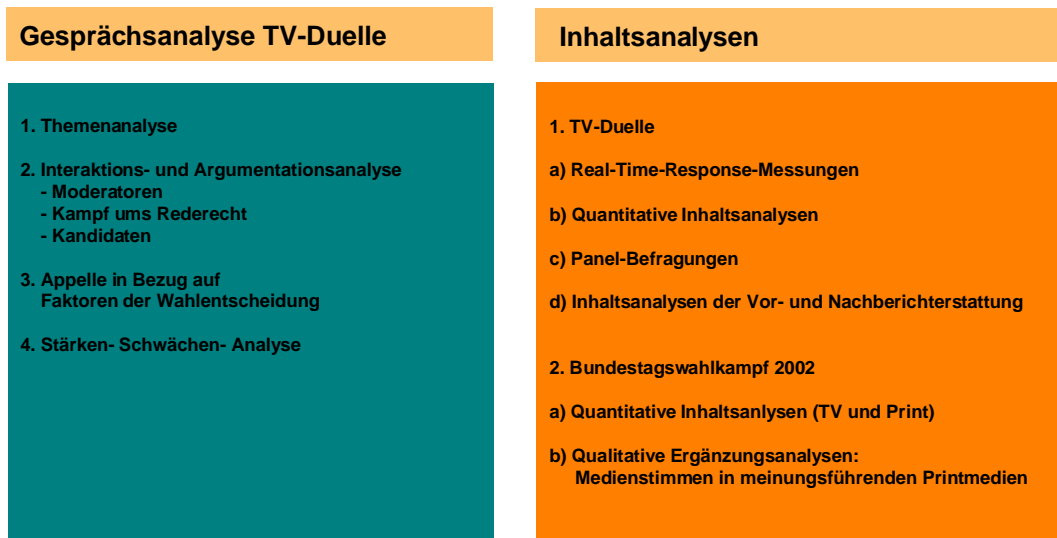 Gesprächsanalyse TV-Duelle
1. Themenanalyse
2. Interaktions- und Argumentationsanalyse
- Moderatoren
- Kampf ums Rederecht
- Kandidaten
3. Appelle in Bezug auf
Faktoren der Wahlentscheidung
4. Stärken- Schwächen- Analyse
Inhaltsanalysen
1. TV-Duelle
a) Real-Time-Response-Messungen
b) Quantitative Inhaltsanalysen
c) Panel-Befragungen
d) Inhaltsanalysen der Vor- und Nachberichterstattung
2. Bundestagswahlkampf 2002
a) Quantitative Inhaltsanlysen (TV und Print)
b) Qualitative Ergänzungsanalysen:
Medienstimmen in meinungsführenden Printmedien